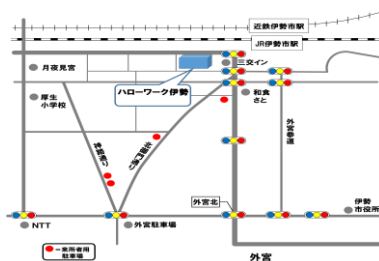 近鉄伊勢市駅
JR伊勢市駅
三交イン
月夜見宮
ハローワーク伊勢
和食
さと
厚生
小学校
外宮参道
外宮北
伊勢
市役所
NTT
外宮駐車場
=来所者用
駐車場
外宮